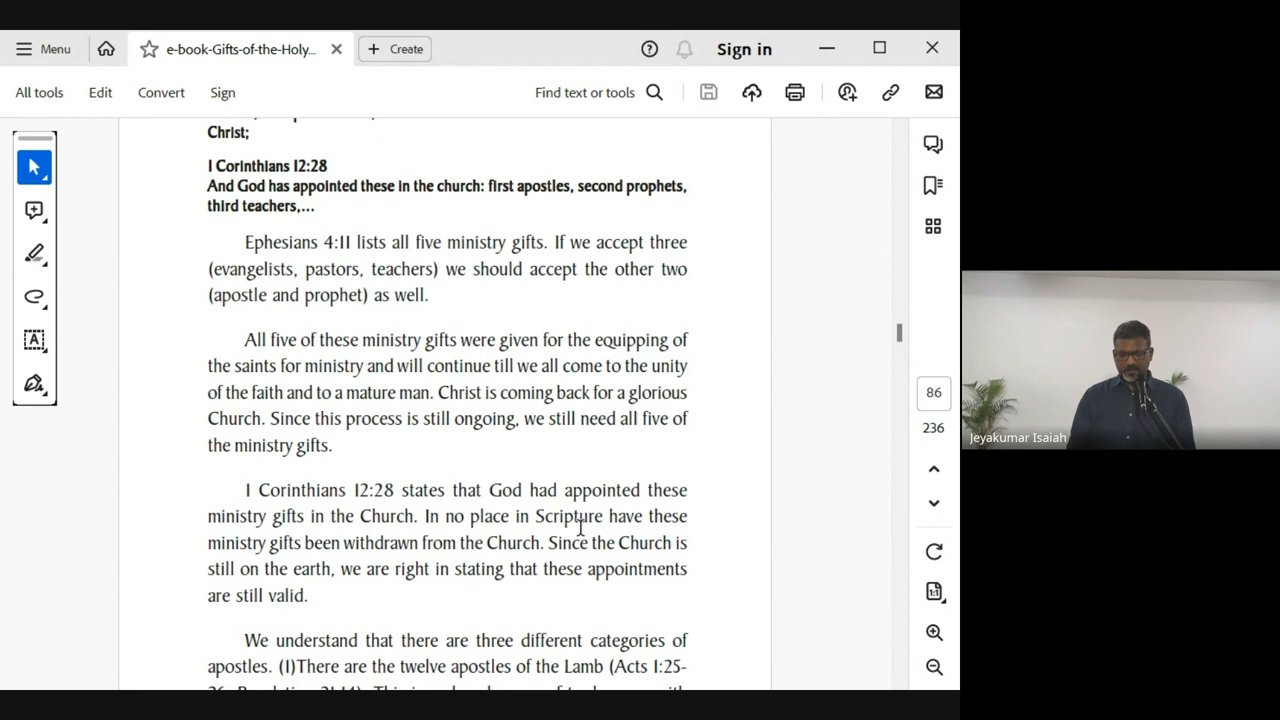 Menu
e-book-Gifts-of-the-Holy...
Create
Sign in
All tools
Edit
Convert
Sign
Find text or tools
Christ;
I Corinthians 12:28
And God has appointed these in the church: first apostles, second prophets,
third teachers,...
Ephesians 4:11 lists all five ministry gifts. If we accept three
(evangelists, pastors, teachers) we should accept the other two
(apostle and prophet) as well.
All five of these ministry gifts were given for the equipping of
the saints for ministry and will continue till we all come to the unity
of the faith and to a mature man. Christ is coming back for a glorious
Church. Since this process is still ongoing, we still need all five of
the ministry gifts.
I Corinthians 12:28 states that God had appointed these
ministry gifts in the Church. In no place in Scripture have these
ministry gifts been withdrawn from the Church. Since the Church is
still on the earth, we are right in stating that these appointments
are still valid.
We understand that there are three different categories of
apostles. (1)There are the twelve apostles of the Lamb (Acts 1:25-
86
236
1:1
Jeyakumar Isaiah